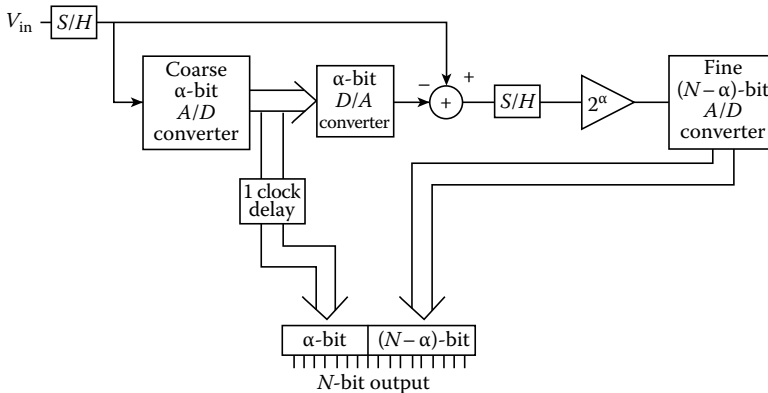 V_in
S/H
Coarse
α-bit
A/D
converter
α-bit
D/A
converter
−
+
+
S/H
2^α
Fine
(N–α)-bit
A/D
converter
1 clock
delay
α-bit
(N–α)-bit
N-bit output